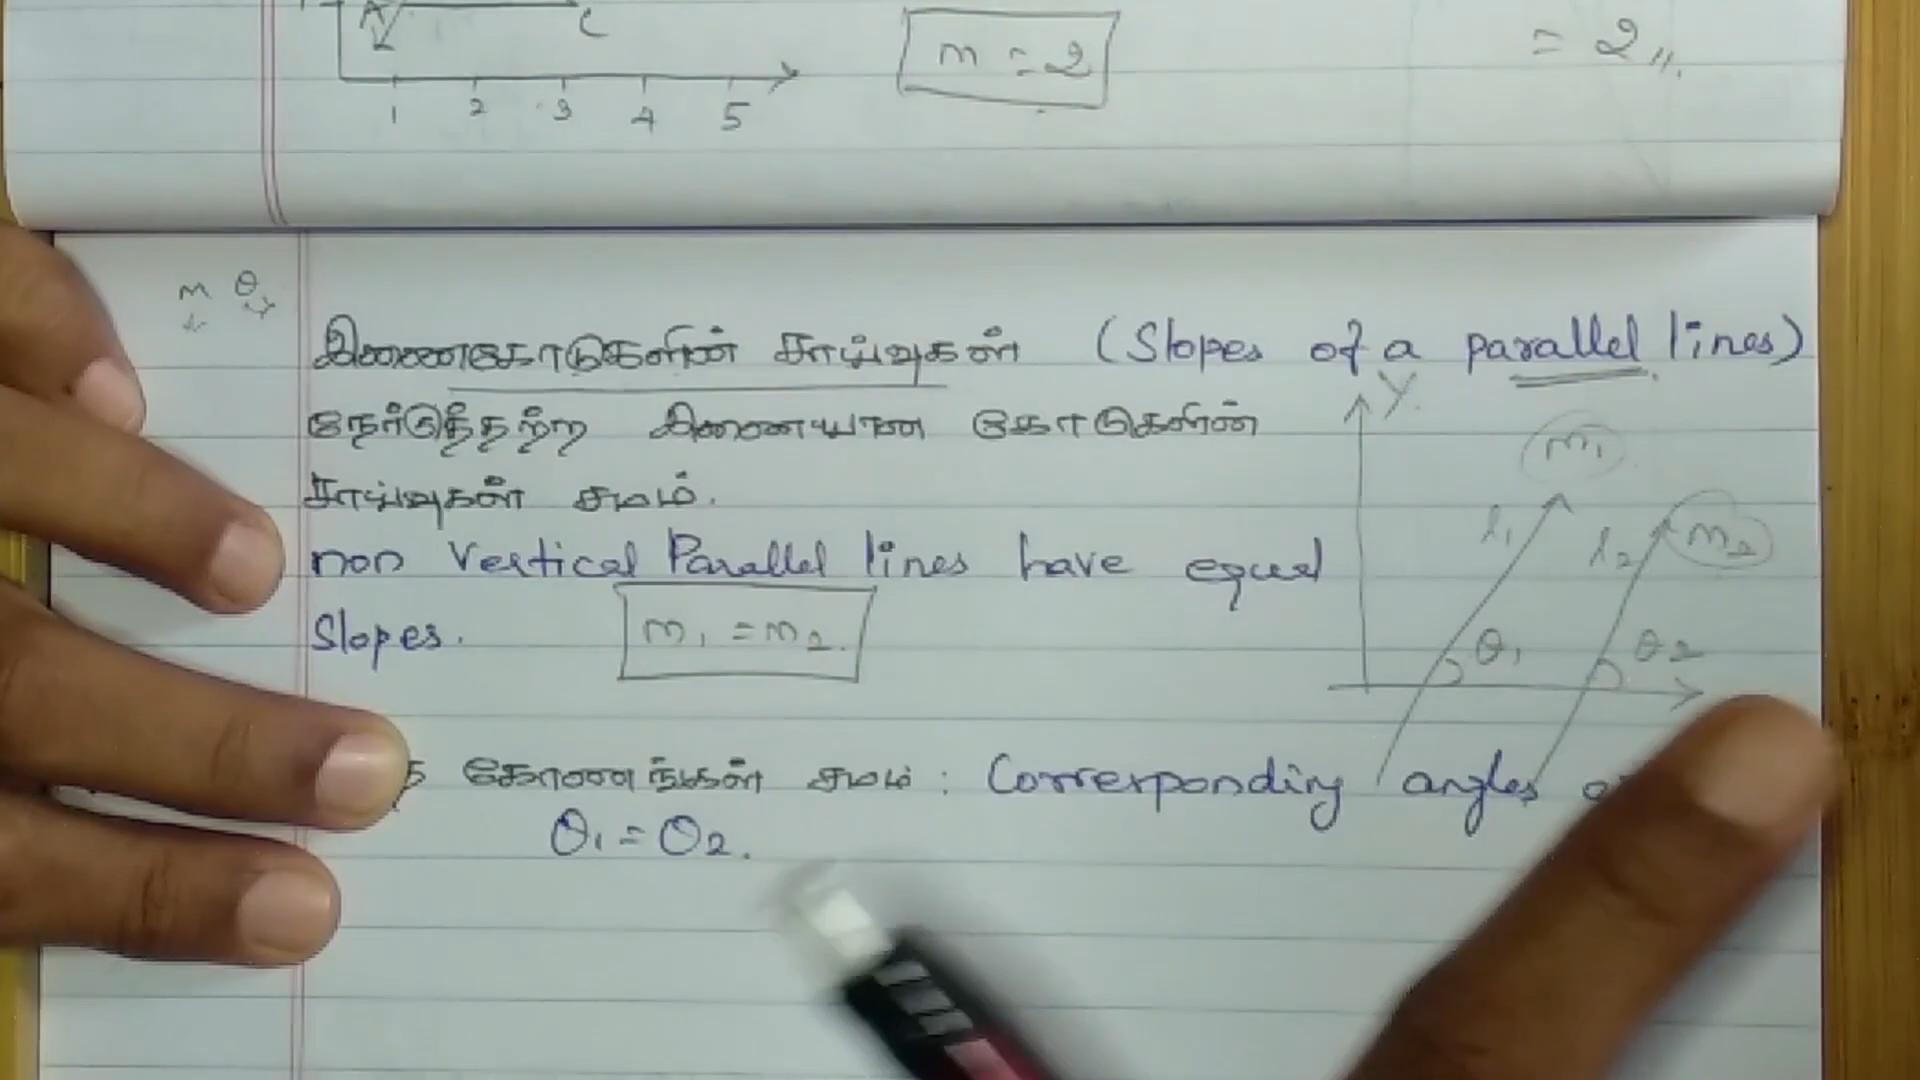 A C
1 2 3 4 5
m = 2
= 2
m θ
இணைகோடுகளின் சாய்வுகள் (Slopes of a parallel lines)
Y
நேர்குத்தற்ற இணையான கோடுகளின்
சாய்வுகள் சமம்.
m₁
l₁ l₂ m₂
non vertical Parallel lines have equal
Slopes. m₁ = m₂.
θ₁ θ₂
கோணங்கள் சமம் : Corresponding angles
θ₁ = θ₂.